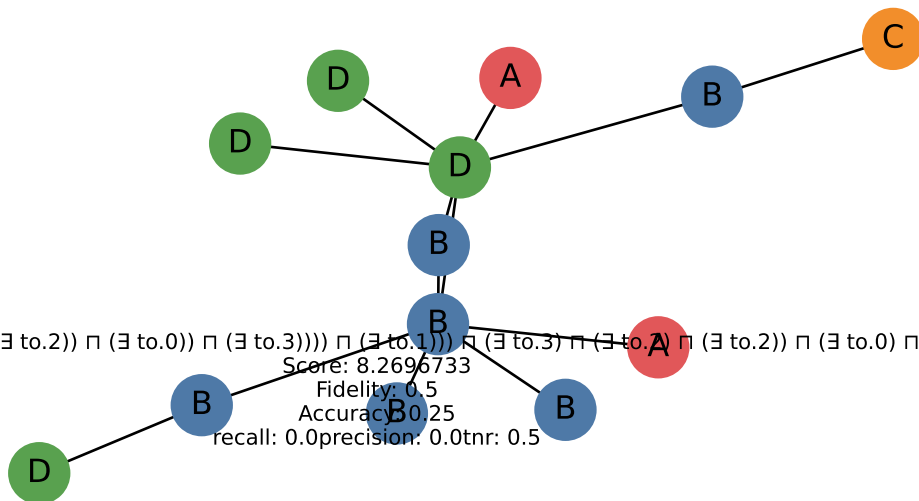 C
A
D
B
D
D
B
B
∃ to.2)) ⊓ (∃ to.0)) ⊓ (∃ to.3)))) ⊓ (∃ to.1))) ⊓ (∃ to.3) ⊓ (∃ to.2) ⊓ (∃ to.2)) ⊓ (∃ to.0) ⊓
A
Score: 8.2696733
Fidelity: 0.5
B
B
B
Accuracy: 0.25
recall: 0.0precision: 0.0tnr: 0.5
D